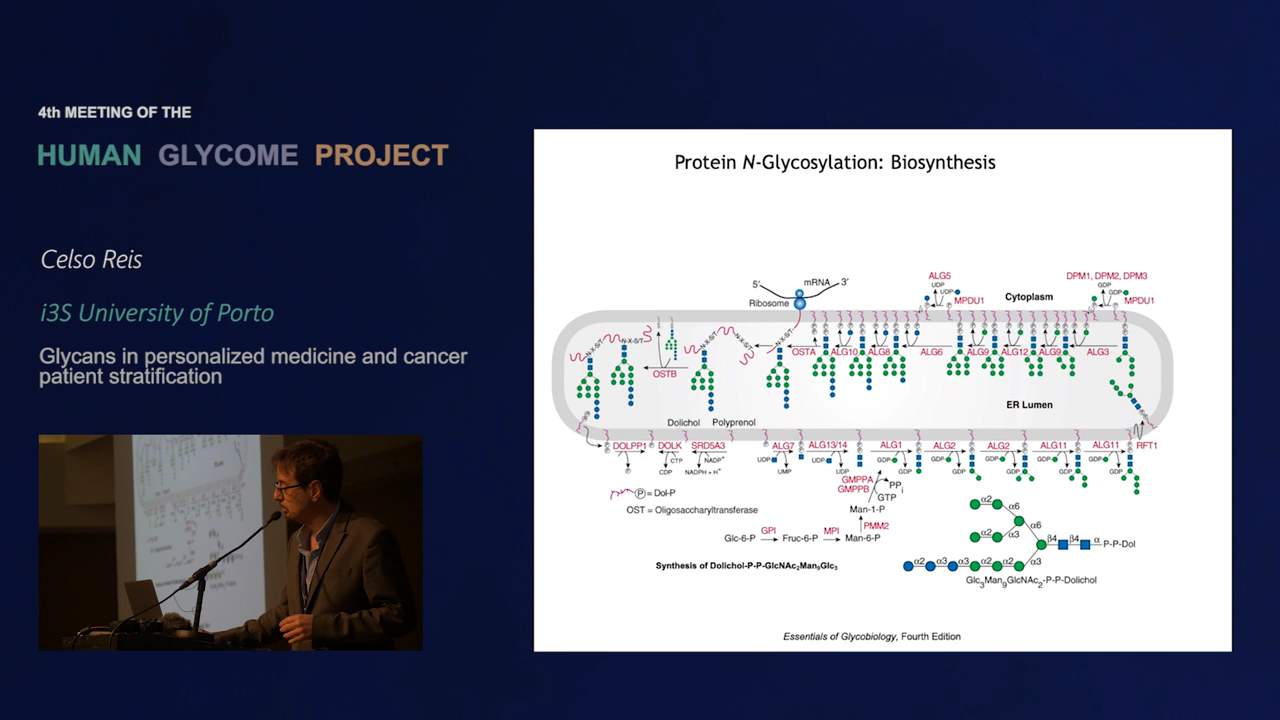 4th MEETING OF THE
HUMAN GLYCOME PROJECT
Celso Reis
i3S University of Porto
Glycans in personalized medicine and cancer
patient stratification
Protein N-Glycosylation: Biosynthesis
5′ mRNA 3′
Ribosome
ALG5
UDP
UDP-
MPDU1
Cytoplasm
DPM1, DPM2, DPM3
GDP
GDP-
MPDU1
N-X-S/T
N-X-S/T
N-X-S/T
N-X-S/T
N-X-S/T
OSTB
OSTA
ALG10
ALG8
ALG6
ALG9
ALG12
ALG9
ALG3
ER Lumen
Dolichol
Polyprenol
DOLPP1
DOLK
SRD5A3
ALG7
ALG13/14
ALG1
ALG2
ALG2
ALG11
ALG11
RFT1
CTP
CDP
NADP+
NADPH + H+
UDP-
UMP
UDP-
UDP
GDP-
GDP
GDP-
GDP
GDP-
GDP
GDP-
GDP
GDP-
GDP
GMPPA
GMPPB
PPi
GTP
Man-1-P
P = Dol-P
OST = Oligosaccharyltransferase
PMM2
Glc-6-P GPI Fruc-6-P MPI Man-6-P
Synthesis of Dolichol-P-P-GlcNAc2Man9Glc3
α2 α6
α2 α3 α6
β4 β4 α P-P-Dol
α2 α3 α3 α2 α2 α3
Glc3Man9GlcNAc2-P-P-Dolichol
Essentials of Glycobiology, Fourth Edition